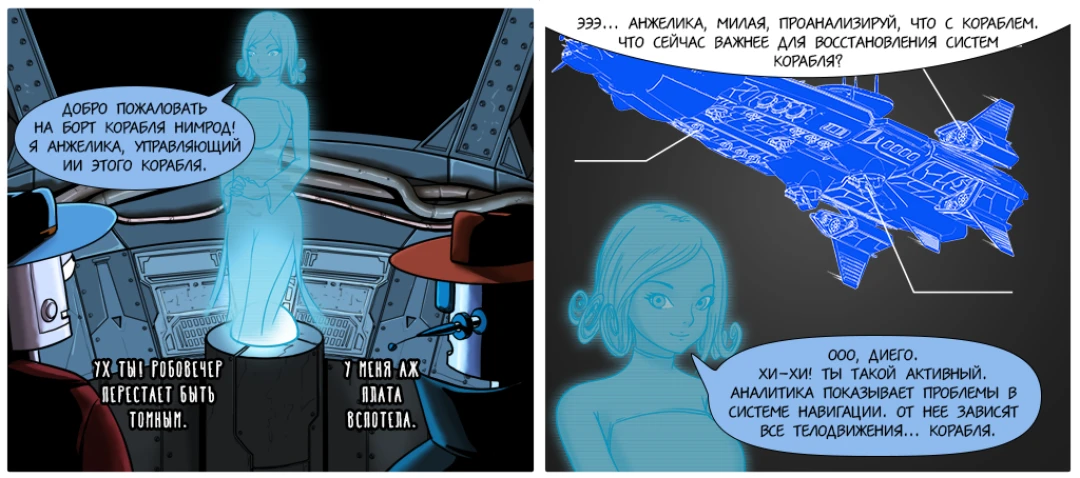 ДОБРО ПОЖАЛОВАТЬ
НА БОРТ КОРАБЛЯ НИМРОД!
Я АНЖЕЛИКА, УПРАВЛЯЮЩИЙ
ИИ ЭТОГО КОРАБЛЯ.
УХ ТЫ! РОБОВЕЧЕР
ПЕРЕСТАЕТ БЫТЬ
ТОМНЫМ.
У МЕНЯ АЖ
ПЛАТА
ВСПОТЕЛА.
ЭЭЭ... АНЖЕЛИКА, МИЛАЯ, ПРОАНАЛИЗИРУЙ, ЧТО С КОРАБЛЕМ.
ЧТО СЕЙЧАС ВАЖНЕЕ ДЛЯ ВОССТАНОВЛЕНИЯ СИСТЕМ
КОРАБЛЯ?
ООО, ДИЕГО.
ХИ-ХИ! ТЫ ТАКОЙ АКТИВНЫЙ.
АНАЛИТИКА ПОКАЗЫВАЕТ ПРОБЛЕМЫ В
СИСТЕМЕ НАВИГАЦИИ. ОТ НЕЕ ЗАВИСЯТ
ВСЕ ТЕЛОДВИЖЕНИЯ... КОРАБЛЯ.